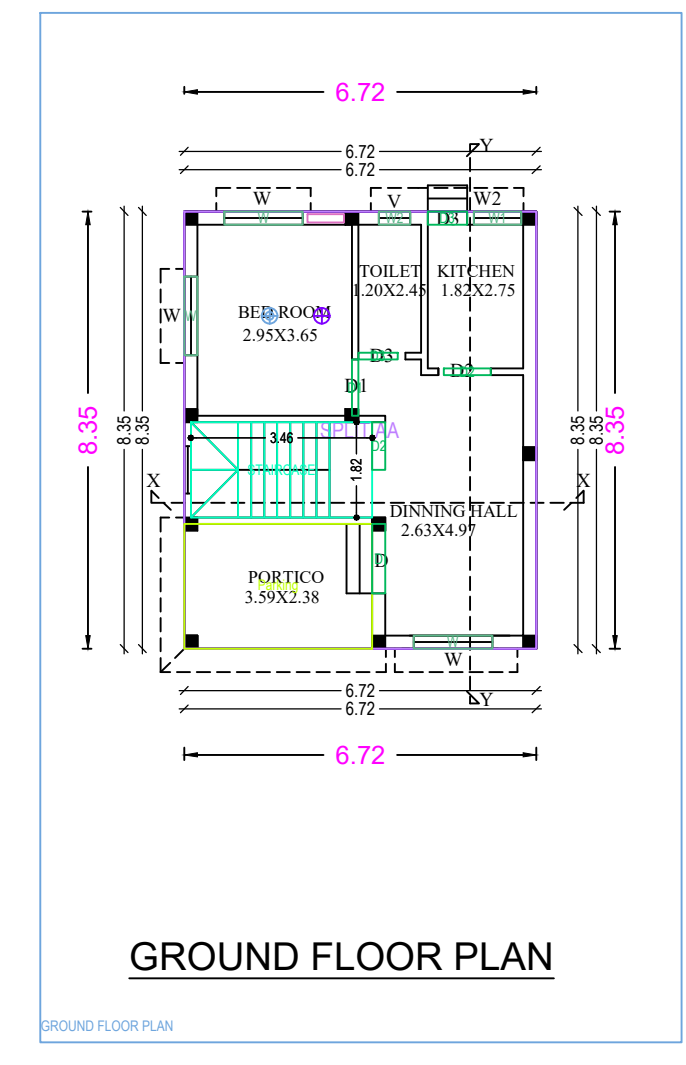 6.72
Y
6.72
6.72
W
V
W2
W
W2
D3
W1
TOILET
KITCHEN
1.20X2.45
1.82X2.75
BED ROOM
2.95X3.65
W
W
D3
D2
D1
8.35
8.35
8.35
8.35
8.35
8.35
SPLIT AA
3.46
D2
1.82
STAIRCASE
X
X
DINNING HALL
2.63X4.97
D
PORTICO
Parking
3.59X2.38
W
W
6.72
Y
6.72
6.72
GROUND FLOOR PLAN
GROUND FLOOR PLAN